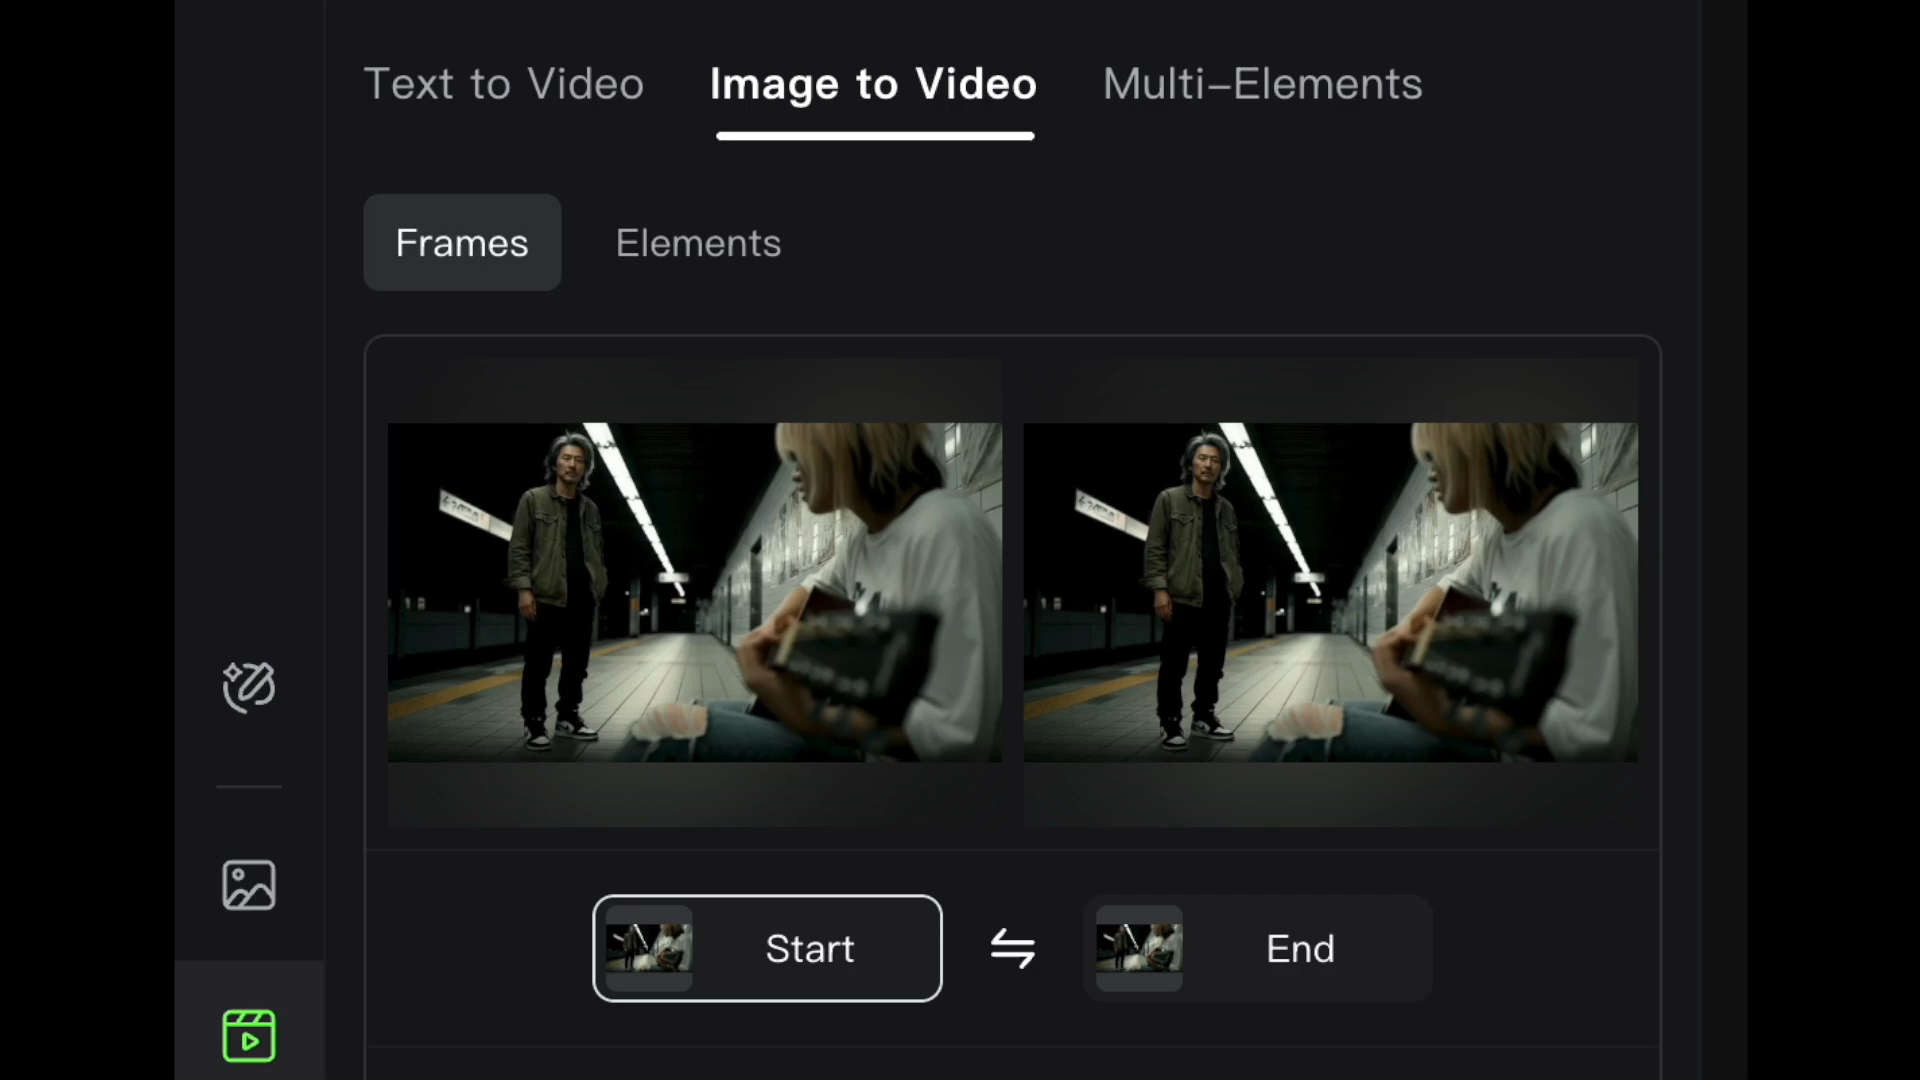 Text to Video
Image to Video
Multi-Elements
Frames
Elements
Start
End